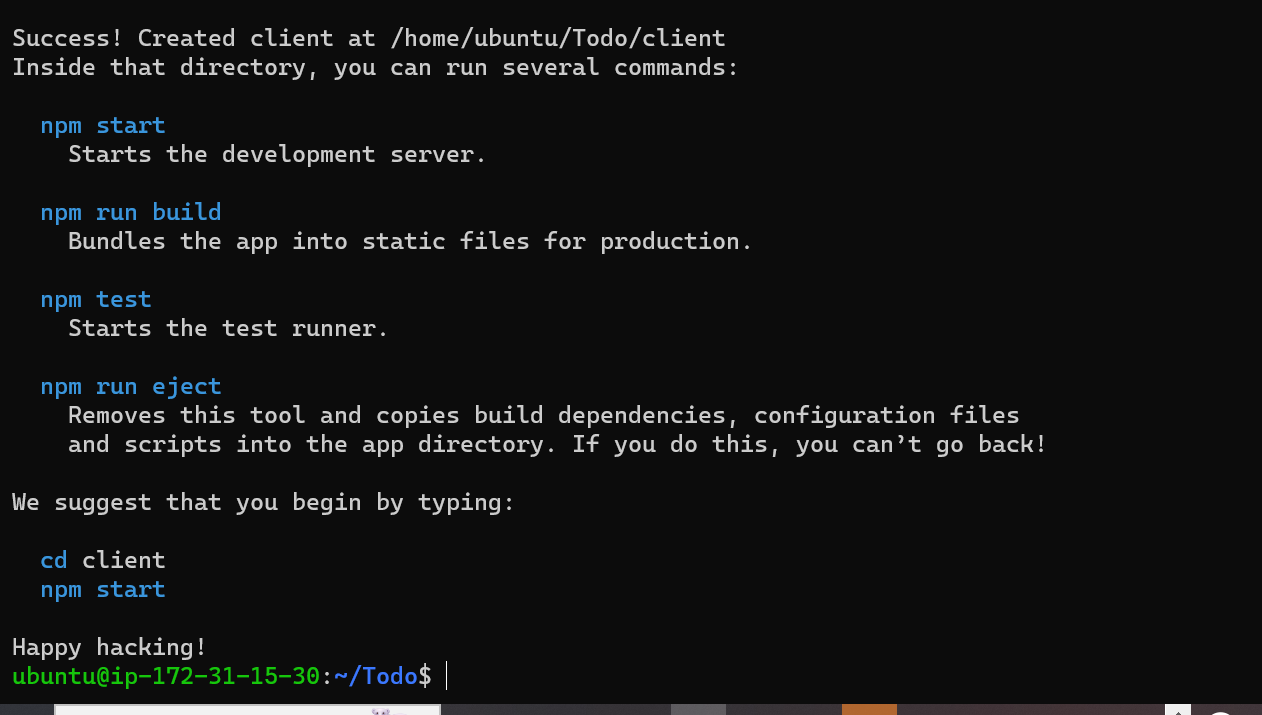 Success! Created client at /home/ubuntu/Todo/client
Inside that directory, you can run several commands:
npm start
Starts the development server.
npm run build
Bundles the app into static files for production.
npm test
Starts the test runner.
npm run eject
Removes this tool and copies build dependencies, configuration files
and scripts into the app directory. If you do this, you can’t go back!
We suggest that you begin by typing:
cd client
npm start
Happy hacking!
ubuntu@ip-172-31-15-30:~/Todo$